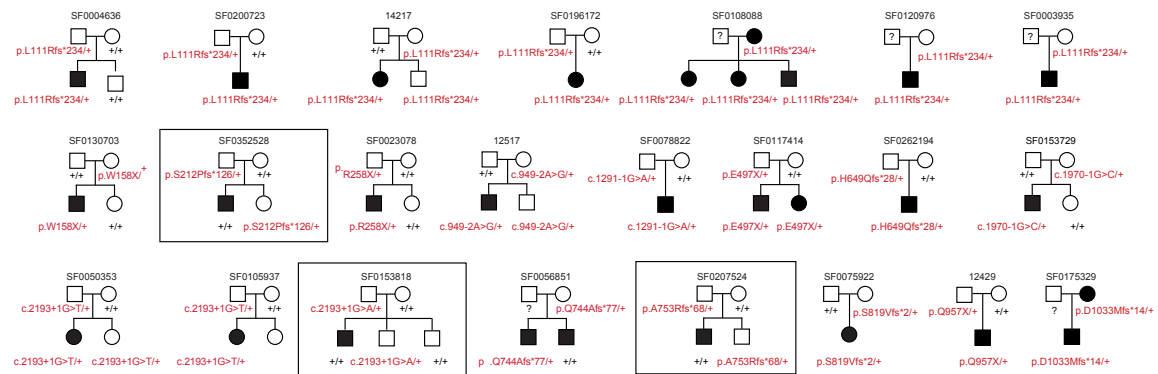 SF0004636 SF0200723 14217 SF0196172 SF0108088 SF0120976 SF0003935
? ? ?
p.L111Rfs*234/+ +/+ p.L111Rfs*234/+ +/+ +/+ p.L111Rfs*234/+ p.L111Rfs*234/+ +/+ p.L111Rfs*234/+ p.L111Rfs*234/+ p.L111Rfs*234/+
p.L111Rfs*234/+ +/+ p.L111Rfs*234/+ p.L111Rfs*234/+ p.L111Rfs*234/+ p.L111Rfs*234/+ p.L111Rfs*234/+ p.L111Rfs*234/+ p.L111Rfs*234/+ p.L111Rfs*234/+ p.L111Rfs*234/+
SF0130703 SF0352528 SF0023078 12517 SF0078822 SF0117414 SF0262194 SF0153729
+/+ p.W158X/+ p.S212Pfs*126/+ +/+ p.R258X/+ +/+ +/+ c.949-2A>G/+ c.1291-1G>A/+ +/+ p.E497X/+ +/+ p.H649Qfs*28/+ +/+ +/+ c.1970-1G>C/+
p.W158X/+ +/+ +/+ p.S212Pfs*126/+ p.R258X/+ +/+ c.949-2A>G/+ c.949-2A>G/+ c.1291-1G>A/+ p.E497X/+ p.E497X/+ p.H649Qfs*28/+ c.1970-1G>C/+ +/+
SF0050353 SF0105937 SF0153818 SF0056851 SF0207524 SF0075922 12429 SF0175329
c.2193+1G>T/+ +/+ c.2193+1G>T/+ +/+ c.2193+1G>A/+ +/+ ? p.Q744Afs*77/+ p.A753Rfs*68/+ +/+ +/+ p.S819Vfs*2/+ p.Q957X/+ +/+ ? p.D1033Mfs*14/+
c.2193+1G>T/+ c.2193+1G>T/+ c.2193+1G>T/+ +/+ c.2193+1G>A/+ +/+ p .Q744Afs*77/+ +/+ +/+ p.A753Rfs*68/+ p.S819Vfs*2/+ p.Q957X/+ p.D1033Mfs*14/+